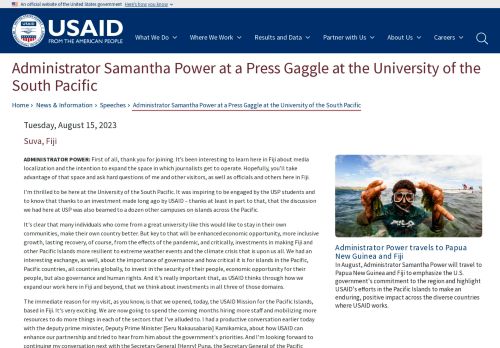 An official website of the United States government Here's how you know
USAID
FROM THE AMERICAN PEOPLE
What We Do Where We Work Results and Data Partner with Us About Us Careers
Administrator Samantha Power at a Press Gaggle at the University of the
South Pacific
Home › News & Information › Speeches › Administrator Samantha Power at a Press Gaggle at the University of the South Pacific
Tuesday, August 15, 2023
Suva, Fiji
ADMINISTRATOR POWER: First of all, thank you for joining. It's been interesting to learn here in Fiji about media
localization and the intention to expand the space in which journalists get to operate. Hopefully, you'll take
advantage of that space and ask hard questions of me and other visitors, as well as officials and others here in Fiji.
I'm thrilled to be here at the University of the South Pacific. It was inspiring to be engaged by the USP students and
to know that thanks to an investment made long ago by USAID – thanks at least in part to that, that the discussion
we had here at USP was also beamed to a dozen other campuses on islands across the Pacific.
It's clear that many individuals who come from a great university like this would like to stay in their own
communities, make their own country better. But key to that will be enhanced economic opportunity, more inclusive
growth, lasting recovery, of course, from the effects of the pandemic, and critically, investments in making Fiji and
other Pacific Islands more resilient to extreme weather events and the climate crisis that is upon us all. We had an
interesting exchange, as well, about the importance of governance and how critical it is for islands in the Pacific,
Pacific countries, all countries globally, to invest in the security of their people, economic opportunity for their
people, but also governance and human rights. And it's really important that, as USAID thinks through how we
expand our work here in Fiji and beyond, that we think about investments in all three of those domains.
The immediate reason for my visit, as you know, is that we opened, today, the USAID Mission for the Pacific Islands,
based in Fiji. It's very exciting. We are now going to spend the coming months hiring more staff and mobilizing more
resources to do more things in each of the sectors that I've alluded to. I had a productive conversation earlier today
with the deputy prime minister, Deputy Prime Minister [Seru Nakausabaria] Kamikamica, about how USAID can
enhance our partnership and tried to hear from him about the government's priorities. And I'm looking forward to
continuing my conversation next with the Secretary General [Henry] Puna, the Secretary General of the Pacific
Administrator Power travels to Papua
New Guinea and Fiji
In August, Administrator Samantha Power will travel to
Papua New Guinea and Fiji to emphasize the U.S.
government's commitment to the region and highlight
USAID's efforts in the Pacific Islands to make an
enduring, positive impact across the diverse countries
where USAID works.